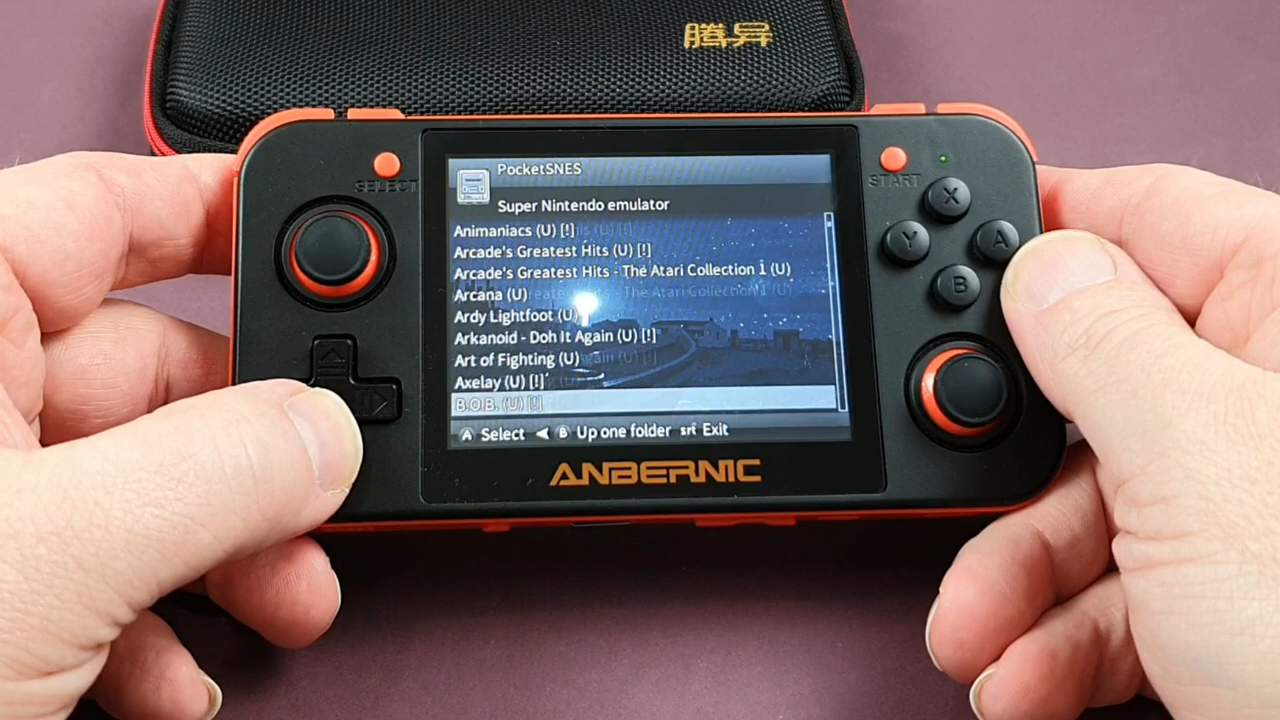 腾异
SELECT
START
PocketSNES
Super Nintendo emulator
Animaniacs (U) [!]
Arcade's Greatest Hits (U) [!]
Arcade's Greatest Hits - The Atari Collection 1 (U)
Arcana (U)
Ardy Lightfoot (U)
Arkanoid - Doh It Again (U) [!]
Art of Fighting (U)
Axelay (U) [!]
B.O.B. (U) [!]
A Select B Up one folder srt Exit
X
Y
A
B
ANBERNIC